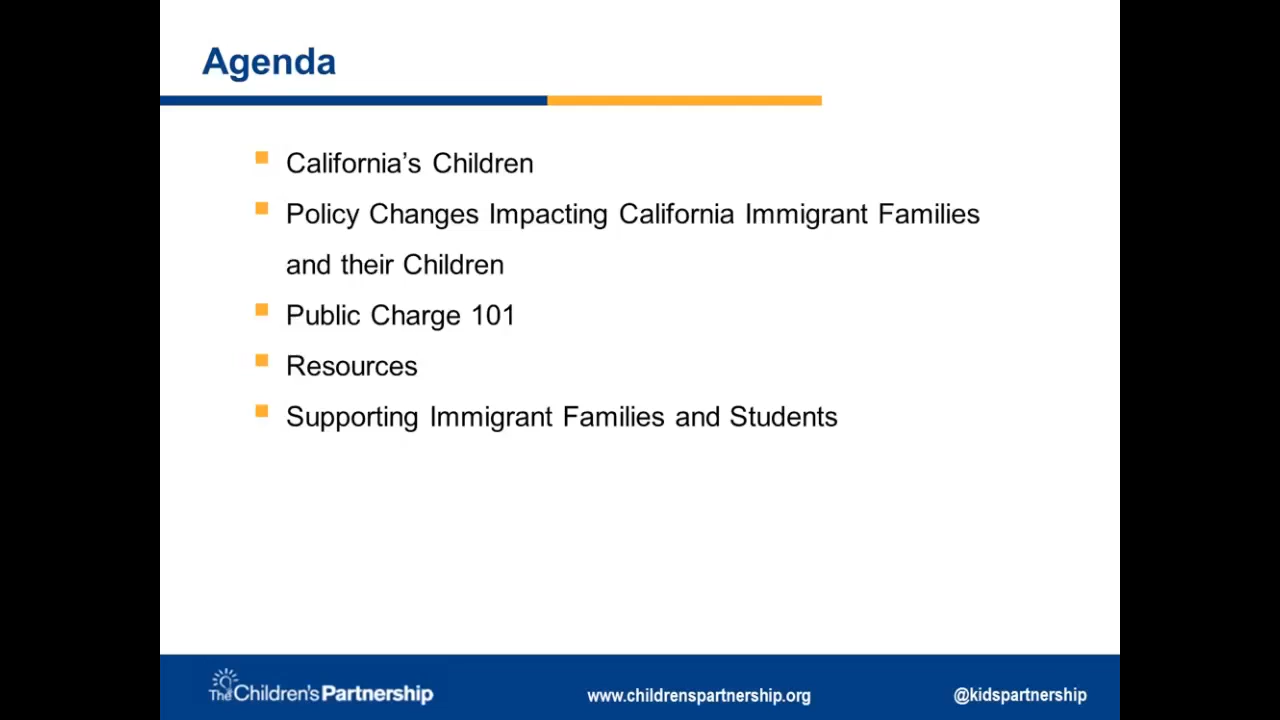 Agenda
California’s Children
Policy Changes Impacting California Immigrant Families
and their Children
Public Charge 101
Resources
Supporting Immigrant Families and Students
The Children's Partnership
www.childrenspartnership.org
@kidspartnership